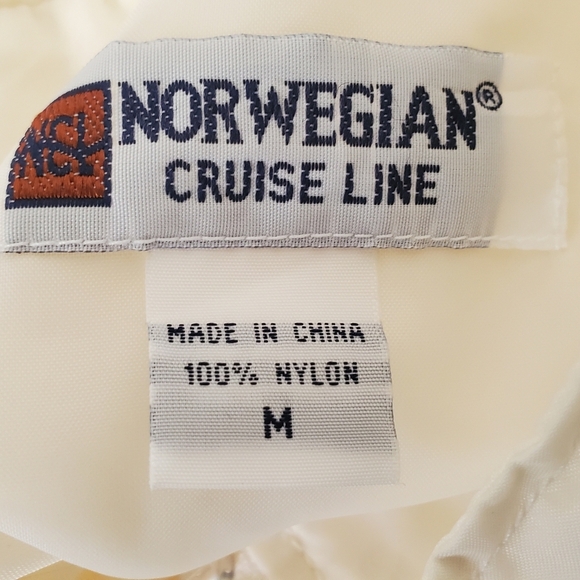 NCL
NORWEGIAN®
CRUISE LINE
MADE IN CHINA
100% NYLON
M